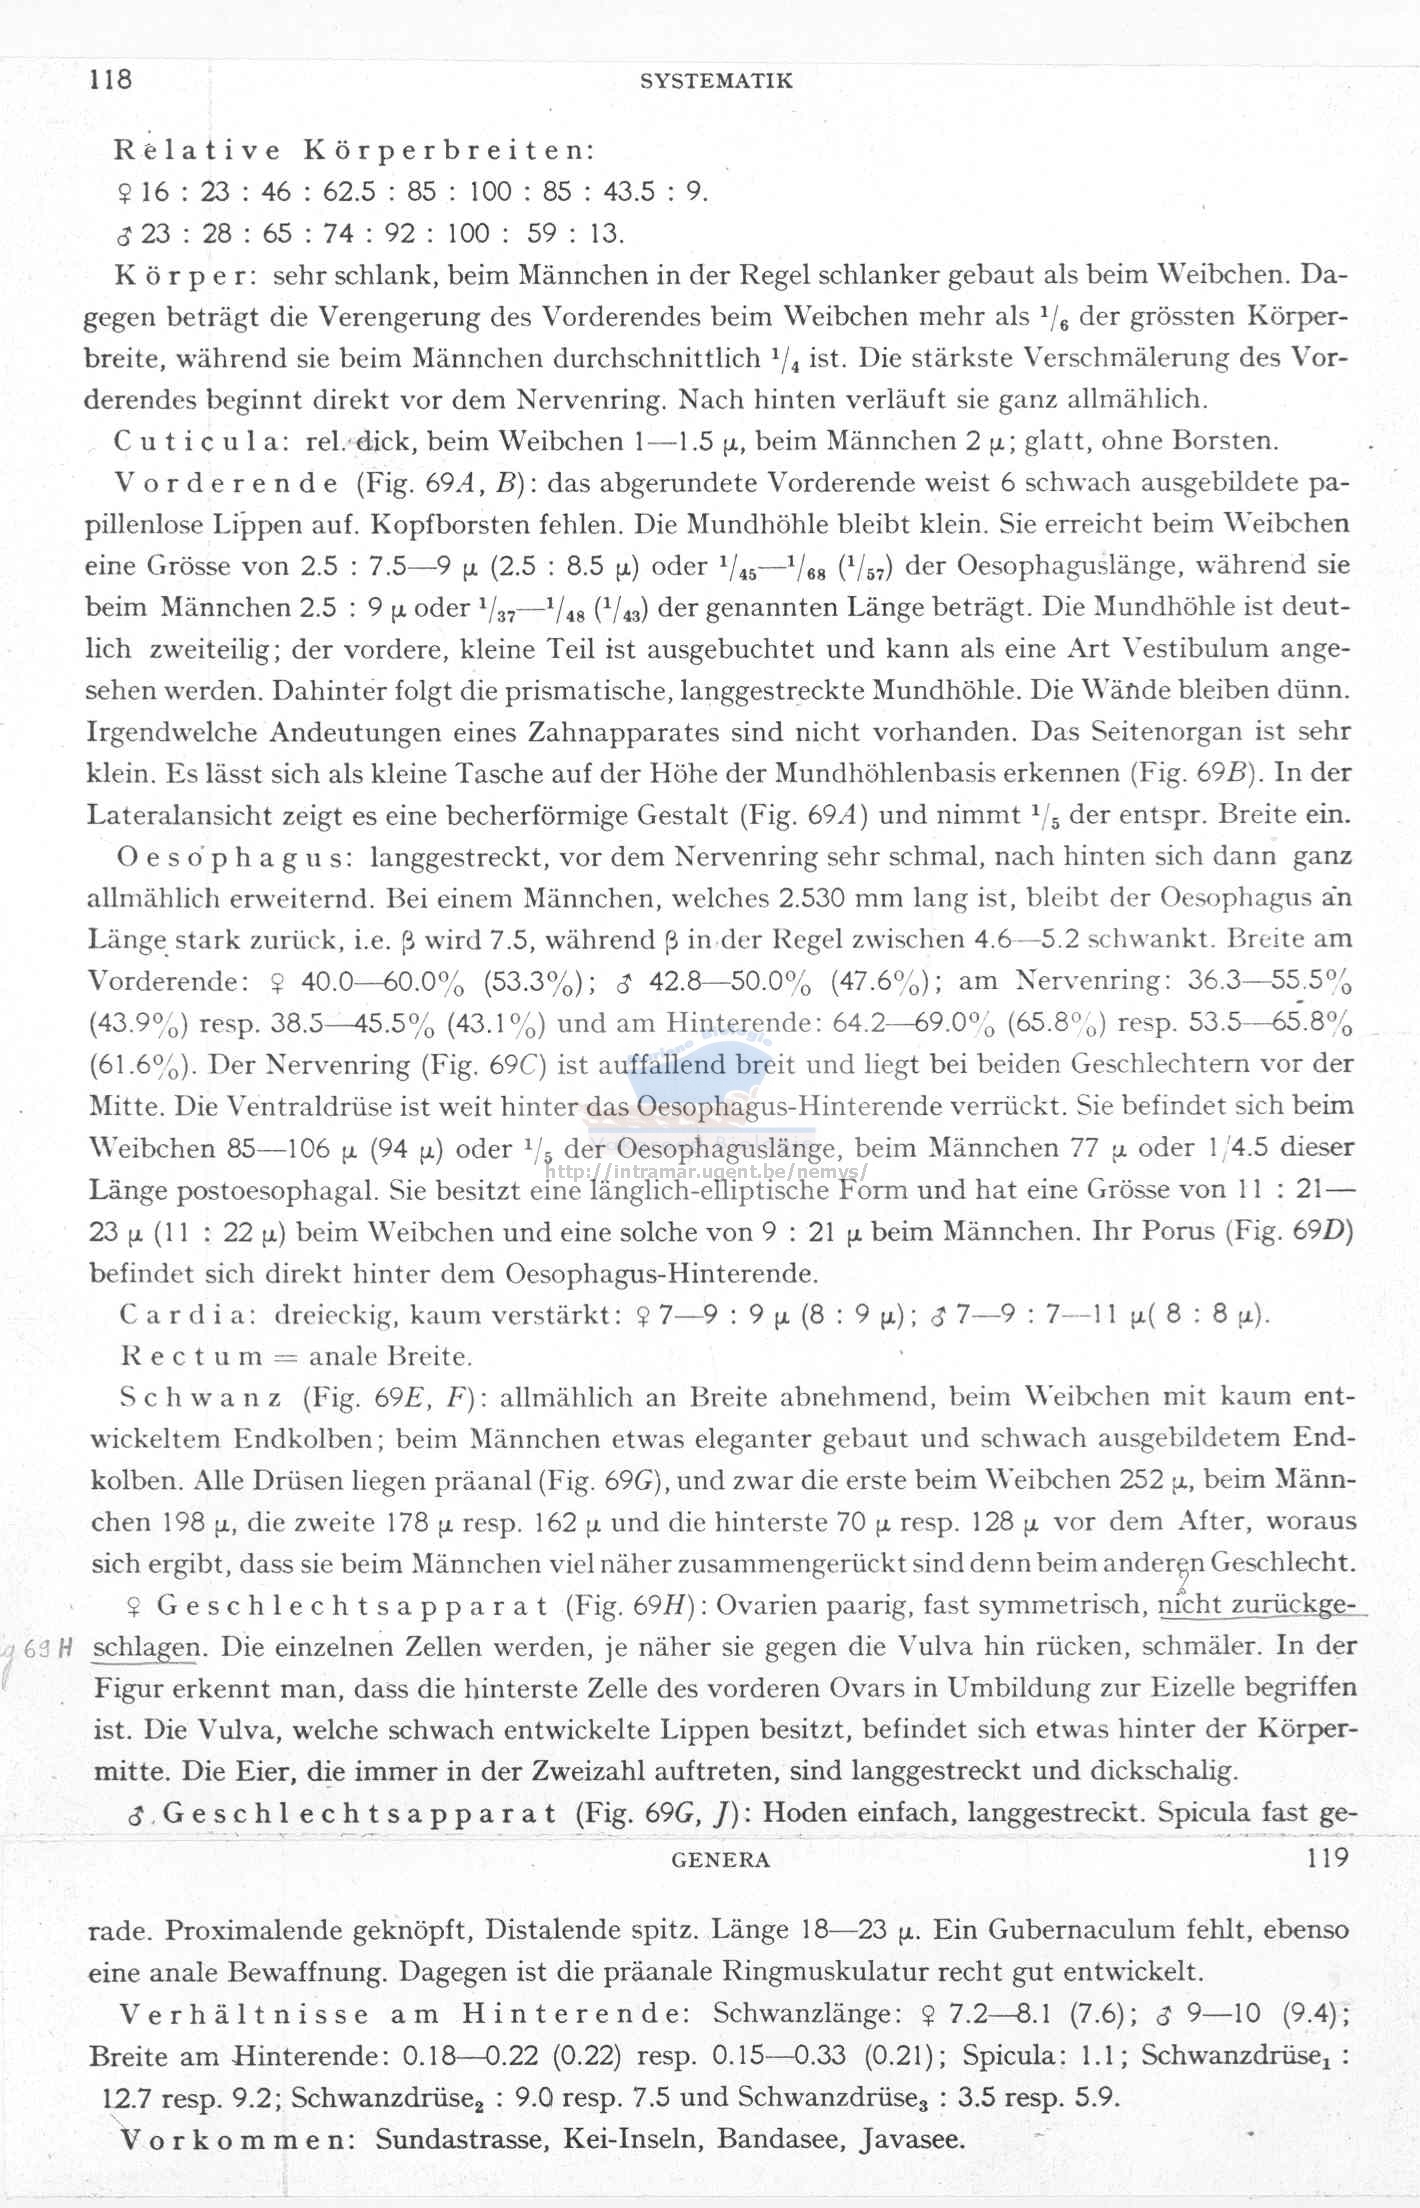 118
SYSTEMATIK
Relative Körperbreiten:
♀ 16 : 23 : 46 : 62.5 : 85 : 100 : 85 : 43.5 : 9.
♂ 23 : 28 : 65 : 74 : 92 : 100 : 59 : 13.
Körper: sehr schlank, beim Männchen in der Regel schlanker gebaut als beim Weibchen. Da-
gegen beträgt die Verengerung des Vorderendes beim Weibchen mehr als 1/6 der grössten Körper-
breite, während sie beim Männchen durchschnittlich 1/4 ist. Die stärkste Verschmälerung des Vor-
derendes beginnt direkt vor dem Nervenring. Nach hinten verläuft sie ganz allmählich.
Cuticula: rel. dick, beim Weibchen 1—1.5 μ, beim Männchen 2 μ; glatt, ohne Borsten.
Vorderende (Fig. 69A, B): das abgerundete Vorderende weist 6 schwach ausgebildete pa-
pillenlose Lippen auf. Kopfborsten fehlen. Die Mundhöhle bleibt klein. Sie erreicht beim Weibchen
eine Grösse von 2.5 : 7.5—9 μ (2.5 : 8.5 μ) oder 1/45—1/68 (1/57) der Oesophaguslänge, während sie
beim Männchen 2.5 : 9 μ oder 1/37—1/48 (1/43) der genannten Länge beträgt. Die Mundhöhle ist deut-
lich zweiteilig; der vordere, kleine Teil ist ausgebuchtet und kann als eine Art Vestibulum ange-
sehen werden. Dahinter folgt die prismatische, langgestreckte Mundhöhle. Die Wände bleiben dünn.
Irgendwelche Andeutungen eines Zahnapparates sind nicht vorhanden. Das Seitenorgan ist sehr
klein. Es lässt sich als kleine Tasche auf der Höhe der Mundhöhlenbasis erkennen (Fig. 69B). In der
Lateralansicht zeigt es eine becherförmige Gestalt (Fig. 69A) und nimmt 1/5 der entspr. Breite ein.
Oesophagus: langgestreckt, vor dem Nervenring sehr schmal, nach hinten sich dann ganz
allmählich erweiternd. Bei einem Männchen, welches 2.530 mm lang ist, bleibt der Oesophagus an
Länge stark zurück, i.e. β wird 7.5, während β in der Regel zwischen 4.6—5.2 schwankt. Breite am
Vorderende: ♀ 40.0—60.0% (53.3%); ♂ 42.8—50.0% (47.6%); am Nervenring: 36.3—55.5%
(43.9%) resp. 38.5—45.5% (43.1%) und am Hinterende: 64.2—69.0% (65.8%) resp. 53.5—65.8%
(61.6%). Der Nervenring (Fig. 69C) ist auffallend breit und liegt bei beiden Geschlechtern vor der
Mitte. Die Ventraldrüse ist weit hinter das Oesophagus-Hinterende verrückt. Sie befindet sich beim
Weibchen 85—106 μ (94 μ) oder 1/5 der Oesophaguslänge, beim Männchen 77 μ oder 1/4.5 dieser
http://intramar.ugent.be/nemys/
Länge postoesophagal. Sie besitzt eine länglich-elliptische Form und hat eine Grösse von 11 : 21—
23 μ (11 : 22 μ) beim Weibchen und eine solche von 9 : 21 μ beim Männchen. Ihr Porus (Fig. 69D)
befindet sich direkt hinter dem Oesophagus-Hinterende.
Cardia: dreieckig, kaum verstärkt: ♀ 7—9 : 9 μ (8 : 9 μ); ♂ 7—9 : 7—11 μ( 8 : 8 μ).
Rectum = anale Breite.
Schwanz (Fig. 69E, F): allmählich an Breite abnehmend, beim Weibchen mit kaum ent-
wickeltem Endkolben; beim Männchen etwas eleganter gebaut und schwach ausgebildetem End-
kolben. Alle Drüsen liegen präanal (Fig. 69G), und zwar die erste beim Weibchen 252 μ, beim Männ-
chen 198 μ, die zweite 178 μ resp. 162 μ und die hinterste 70 μ resp. 128 μ vor dem After, woraus
sich ergibt, dass sie beim Männchen viel näher zusammengerückt sind denn beim anderen Geschlecht.
♀ Geschlechtsapparat (Fig. 69H): Ovarien paarig, fast symmetrisch, nicht zurückge-
69 H schlagen. Die einzelnen Zellen werden, je näher sie gegen die Vulva hin rücken, schmäler. In der
Figur erkennt man, dass die hinterste Zelle des vorderen Ovars in Umbildung zur Eizelle begriffen
ist. Die Vulva, welche schwach entwickelte Lippen besitzt, befindet sich etwas hinter der Körper-
mitte. Die Eier, die immer in der Zweizahl auftreten, sind langgestreckt und dickschalig.
♂ Geschlechtsapparat (Fig. 69G, J): Hoden einfach, langgestreckt. Spicula fast ge-
GENERA
119
rade. Proximalende geknöpft, Distalende spitz. Länge 18—23 μ. Ein Gubernaculum fehlt, ebenso
eine anale Bewaffnung. Dagegen ist die präanale Ringmuskulatur recht gut entwickelt.
Verhältnisse am Hinterende: Schwanzlänge: ♀ 7.2—8.1 (7.6); ♂ 9—10 (9.4);
Breite am Hinterende: 0.18—0.22 (0.22) resp. 0.15—0.33 (0.21); Spicula: 1.1; Schwanzdrüse1 :
12.7 resp. 9.2; Schwanzdrüse2 : 9.0 resp. 7.5 und Schwanzdrüse3 : 3.5 resp. 5.9.
Vorkommen: Sundastrasse, Kei-Inseln, Bandasee, Javasee.